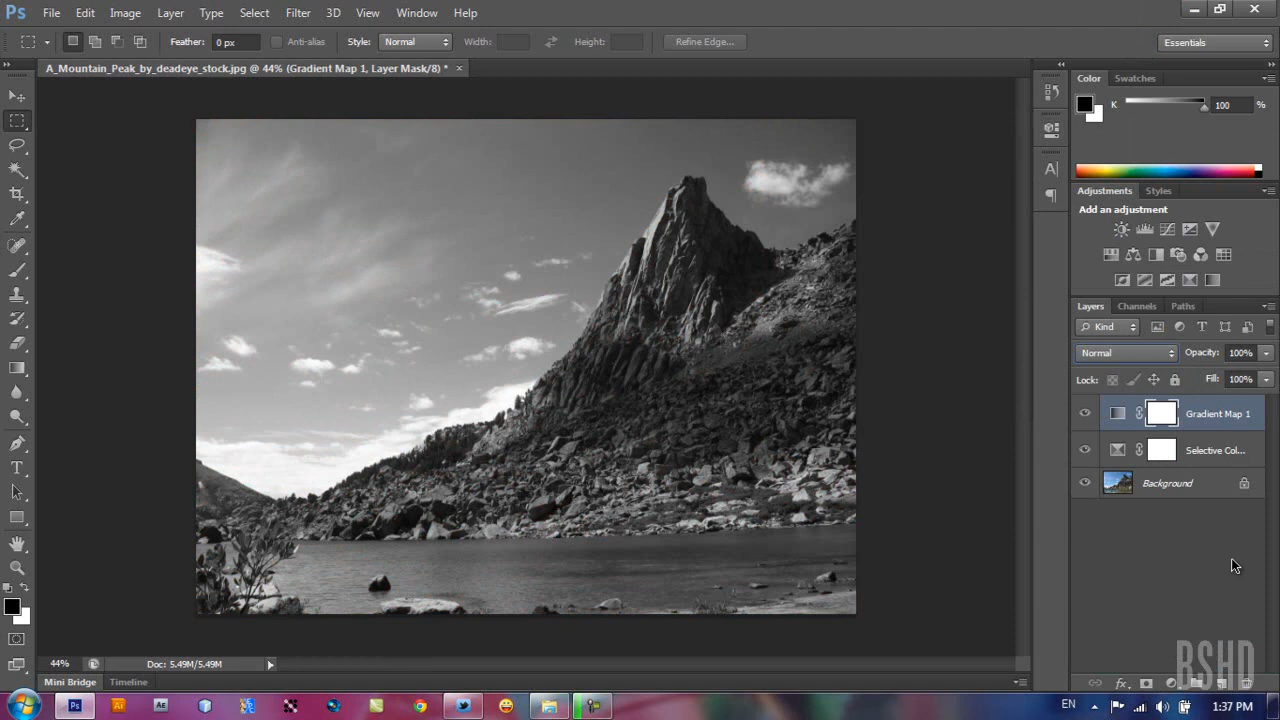 Ps File Edit Image Layer Type Select Filter 3D View Window Help
Feather: 0 px Anti-alias Style: Normal Width: Height: Refine Edge... Essentials
A_Mountain_Peak_by_deadeye_stock.jpg @ 44% (Gradient Map 1, Layer Mask/8) * ×
Color Swatches
K 100 %
Adjustments Styles
Add an adjustment
Layers Channels Paths
Kind
Normal Opacity: 100%
Lock: Fill: 100%
Gradient Map 1
Selective Col...
Background
44% Doc: 5.49M/5.49M
Mini Bridge Timeline
BSHD
Ps Ai Ae EN 1:37 PM